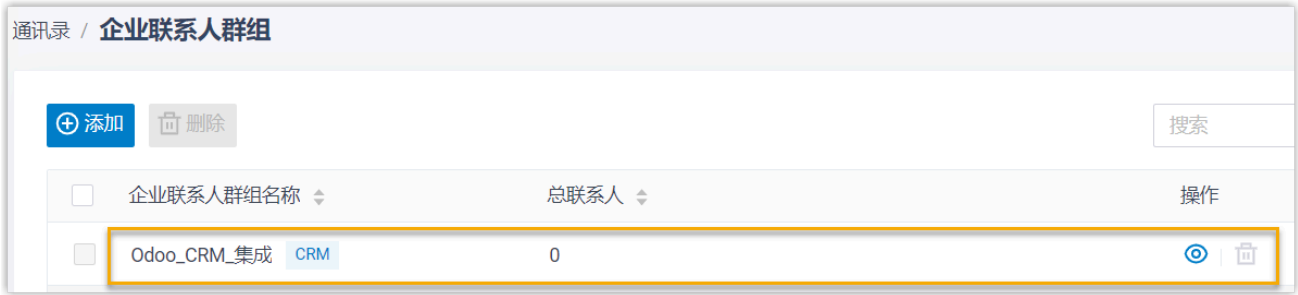 通讯录 / 企业联系人群组
添加 删除 搜索
企业联系人群组名称 总联系人 操作
Odoo_CRM_集成 CRM 0